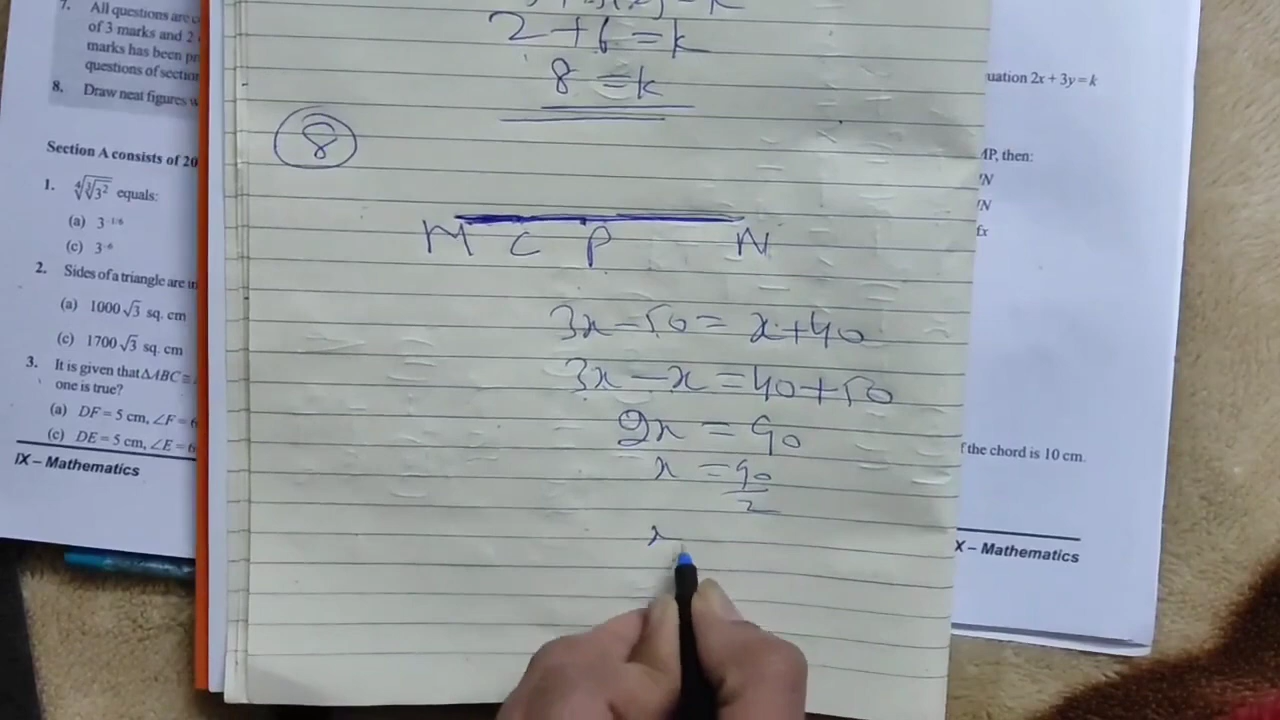 7. All questions are c
of 3 marks and 2
marks has been pr
questions of section
8. Draw neat figures w
Section A consists of 20
1. ∜∛3² equals:
(a) 3
(c) 3
2. Sides of a triangle are in
(a) 1000 √3 sq. cm
(c) 1700 √3 sq. cm
3. It is given that ΔABC ≅
one is true?
(a) DF = 5 cm, ∠F = 6
(c) DE = 5 cm, ∠E = 6
IX – Mathematics
2 + 6 = k
8 = k
8
M C P N
3x - 50 = x + 40
3x - x = 40 + 50
2x = 90
x = 90/2
x
uation 2x + 3y = k
MP, then:
N
N
fx
f the chord is 10 cm.
X – Mathematics